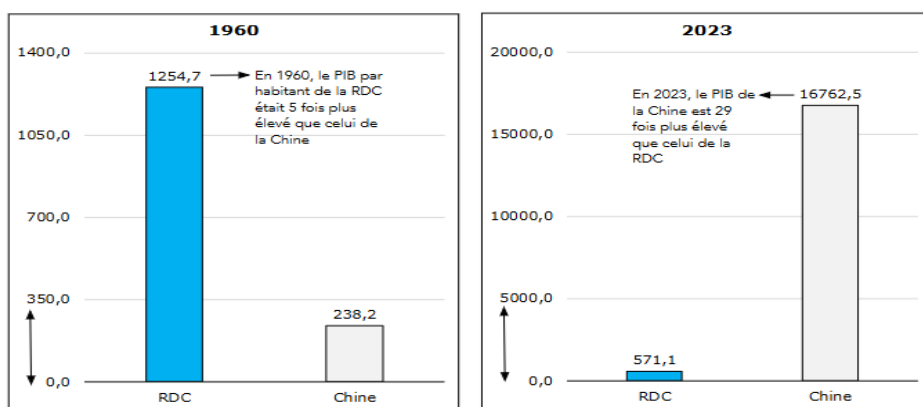 1960
1400,0
1050,0
700,0
350,0
0,0
1254,7
En 1960, le PIB par
habitant de la RDC
était 5 fois plus
élevé que celui de
la Chine
238,2
RDC
Chine
2023
20000,0
15000,0
10000,0
5000,0
0,0
En 2023, le PIB de
la Chine est 29
fois plus élevé
que celui de la
RDC
16762,5
571,1
RDC
Chine